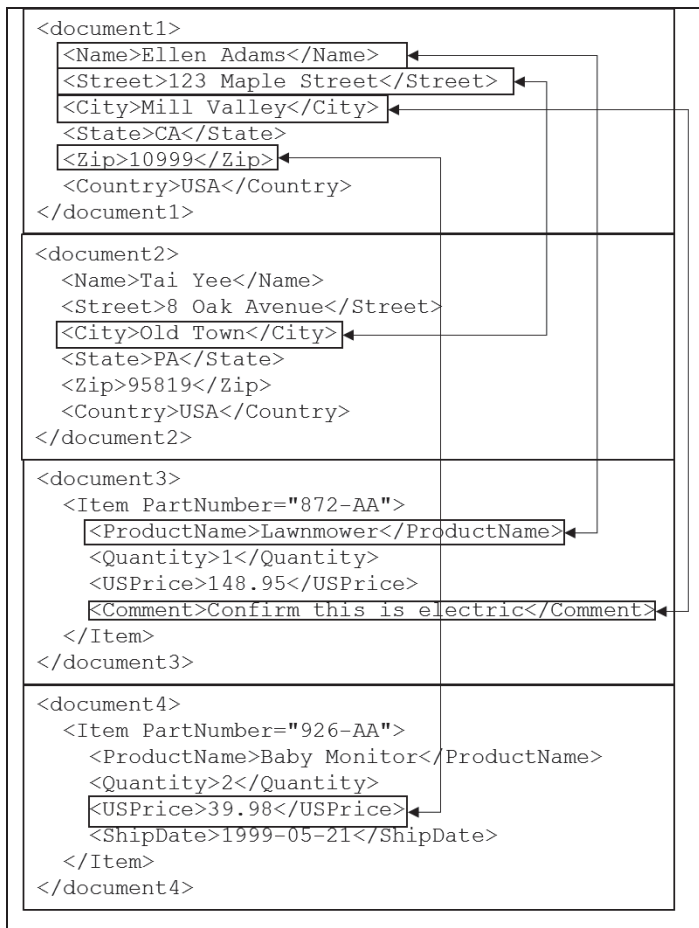 <document1>
<Name>Ellen Adams</Name>
<Street>123 Maple Street</Street>
<City>Mill Valley</City>
<State>CA</State>
<Zip>10999</Zip>
<Country>USA</Country>
</document1>
<document2>
<Name>Tai Yee</Name>
<Street>8 Oak Avenue</Street>
<City>Old Town</City>
<State>PA</State>
<Zip>95819</Zip>
<Country>USA</Country>
</document2>
<document3>
<Item PartNumber="872-AA">
<ProductName>Lawnmower</ProductName>
<Quantity>1</Quantity>
<USPrice>148.95</USPrice>
<Comment>Confirm this is electric</Comment>
</Item>
</document3>
<document4>
<Item PartNumber="926-AA">
<ProductName>Baby Monitor</ProductName>
<Quantity>2</Quantity>
<USPrice>39.98</USPrice>
<ShipDate>1999-05-21</ShipDate>
</Item>
</document4>